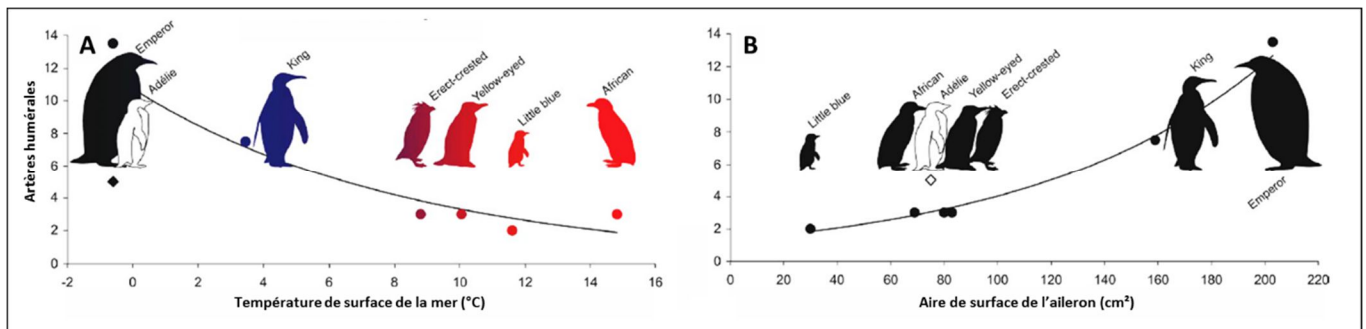 A
Artères humérales
14
12
10
8
6
4
2
0
-2
0
2
4
6
8
10
12
14
16
Emperor
Adélie
King
Erect-crested
Yellow-eyed
Little blue
African
Température de surface de la mer (°C)
B
14
12
10
8
6
4
2
0
0
20
40
60
80
100
120
140
160
180
200
220
Little blue
African
Adélie
Yellow-eyed
Erect-crested
King
Emperor
Aire de surface de l'aileron (cm²)